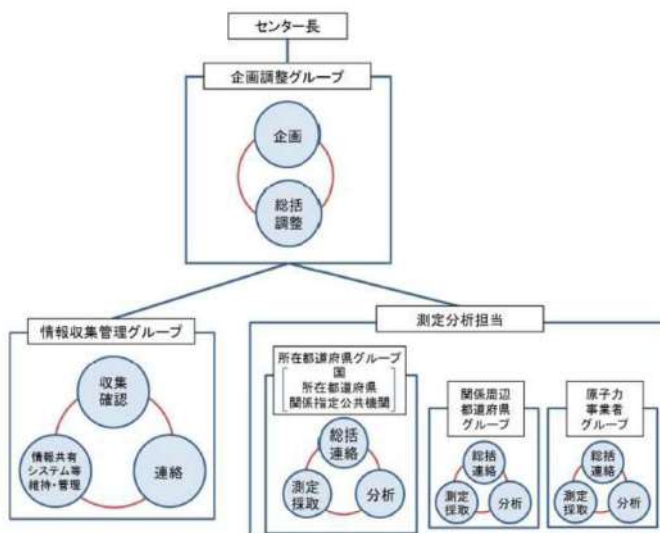 センター長
企画調整グループ
企画
総括
調整
情報収集管理グループ
収集
確認
情報共有
システム等
維持・管理
連絡
測定分析担当
所在都道府県グループ
国
所在都道府県
関係指定公共機関
総括
連絡
測定
採取
分析
関係周辺
都道府県
グループ
総括
連絡
測定
採取
分析
原子力
事業者
グループ
総括
連絡
測定
採取
分析